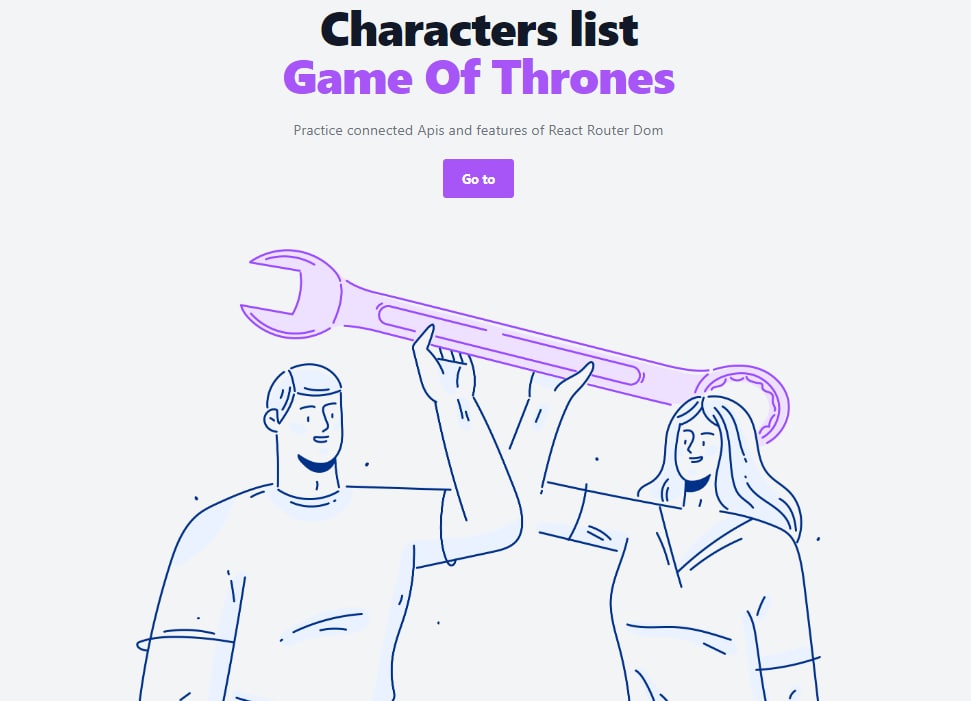 Characters list
Game Of Thrones
Practice connected Apis and features of React Router Dom
Go to